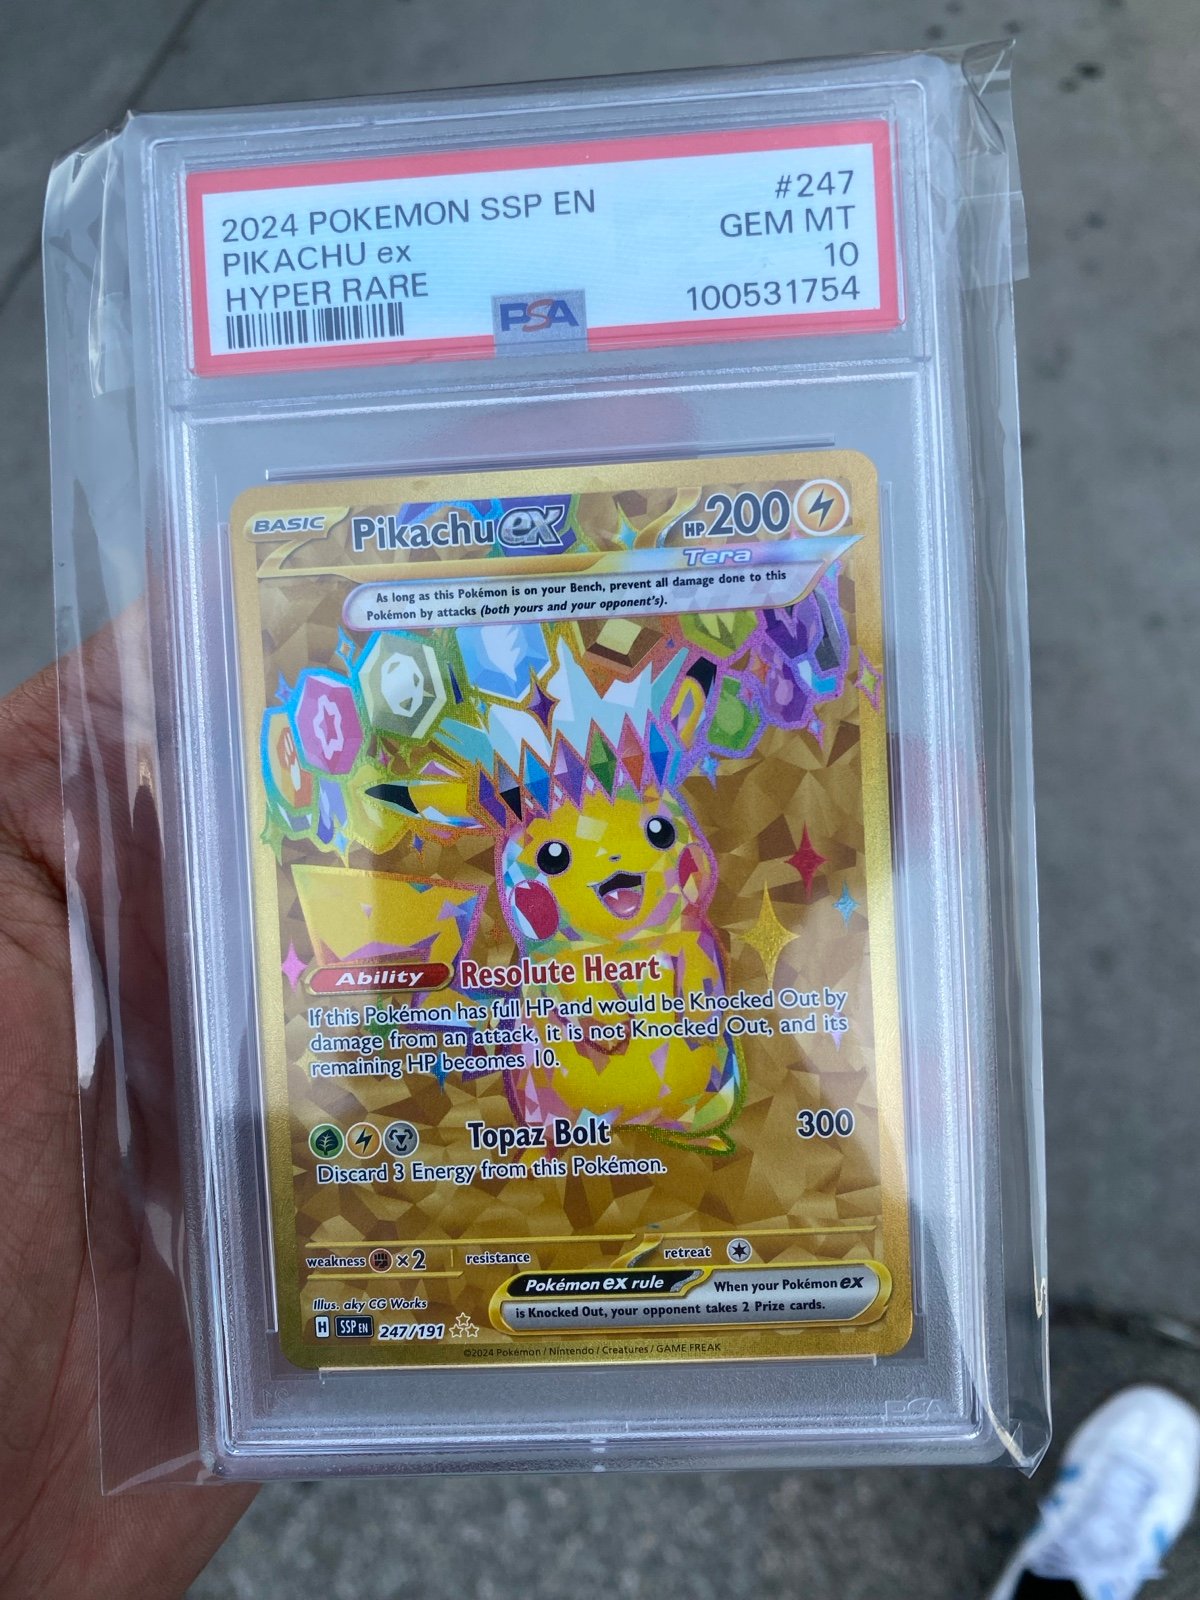 2024 POKEMON SSP EN #247
PIKACHU ex GEM MT
HYPER RARE 10
PSA 100531754
BASIC Pikachu ex HP 200
Tera
As long as this Pokémon is on your Bench, prevent all damage done to this
Pokémon by attacks (both yours and your opponent's).
Ability Resolute Heart
If this Pokémon has full HP and would be Knocked Out by
damage from an attack, it is not Knocked Out, and its
remaining HP becomes 10.
Topaz Bolt 300
Discard 3 Energy from this Pokémon.
weakness ×2 resistance retreat
Pokémon ex rule When your Pokémon ex
is Knocked Out, your opponent takes 2 Prize cards.
Illus. aky CG Works
H SSP EN 247/191
©2024 Pokémon / Nintendo / Creatures / GAME FREAK
PSA